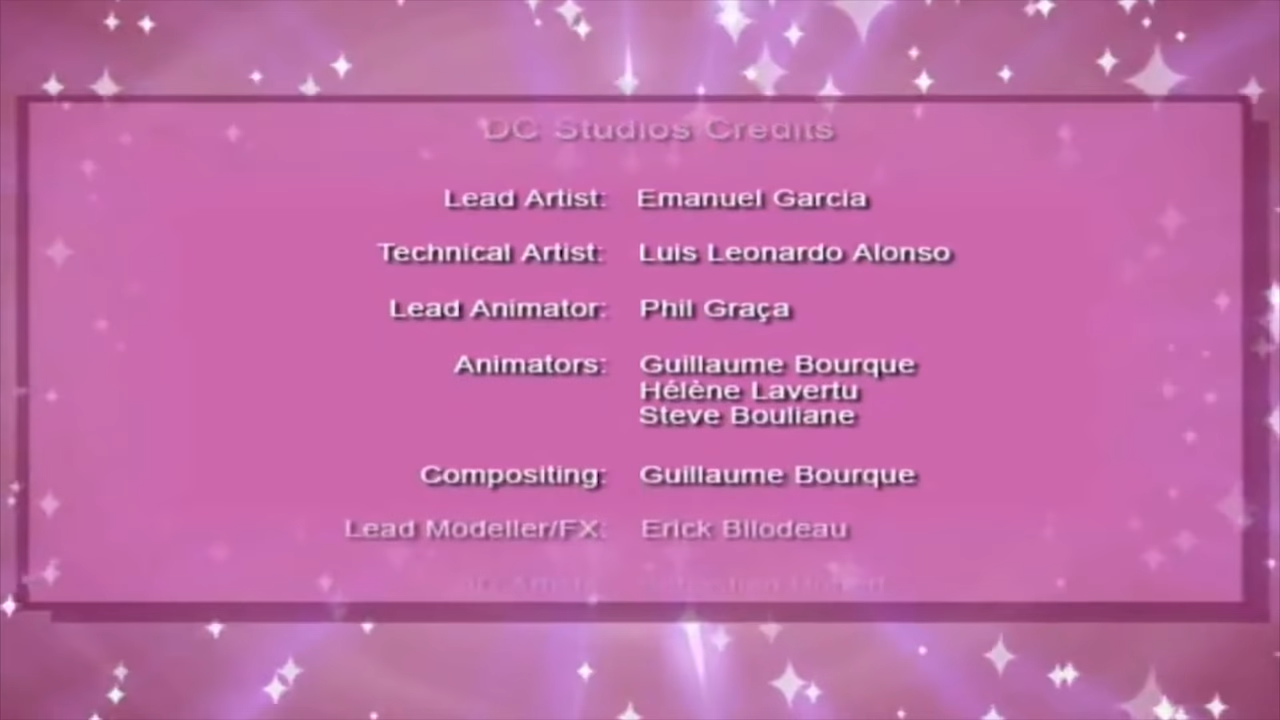 DC Studios Credits
Lead Artist: Emanuel Garcia
Technical Artist: Luis Leonardo Alonso
Lead Animator: Phil Graça
Animators: Guillaume Bourque
Hélène Lavertu
Steve Bouliane
Compositing: Guillaume Bourque
Lead Modeller/FX: Erick Bilodeau